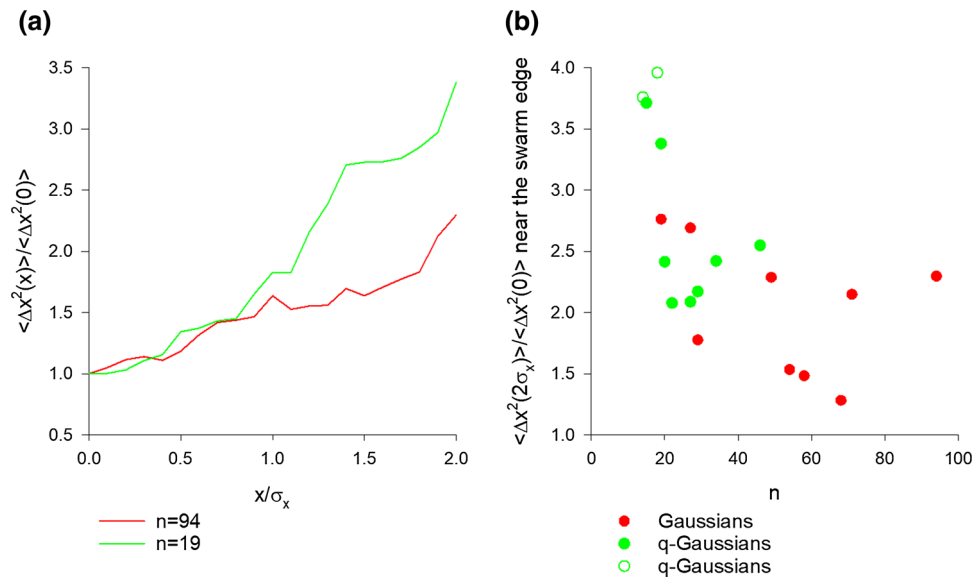 (a)
<Δx²(x)>/<Δx²(0)>
3.5
3.0
2.5
2.0
1.5
1.0
0.5
0.0 0.5 1.0 1.5 2.0
x/σₓ
n=94
n=19
(b)
<Δx²(2σₓ)>/<Δx²(0)> near the swarm edge
4.0
3.5
3.0
2.5
2.0
1.5
1.0
0 20 40 60 80 100
n
Gaussians
q-Gaussians
q-Gaussians